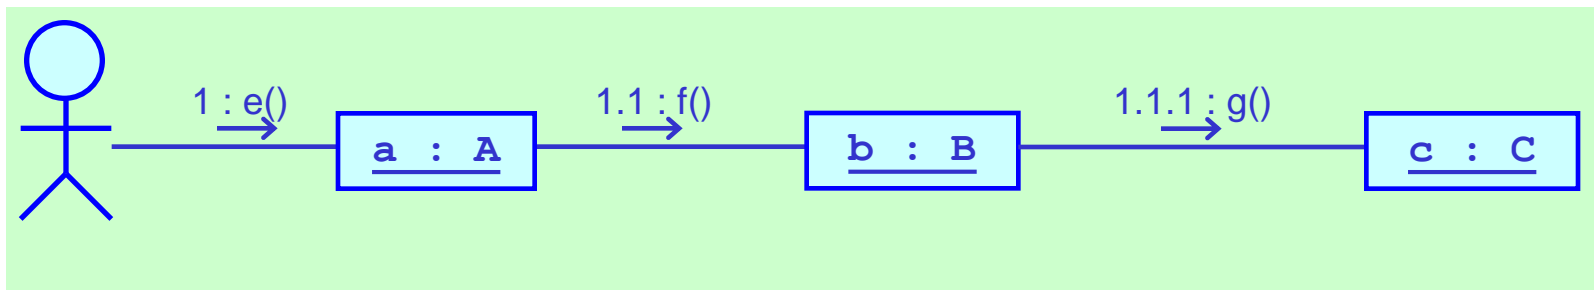 1 : e()
1.1 : f()
1.1.1 : g()
a : A
b : B
c : C